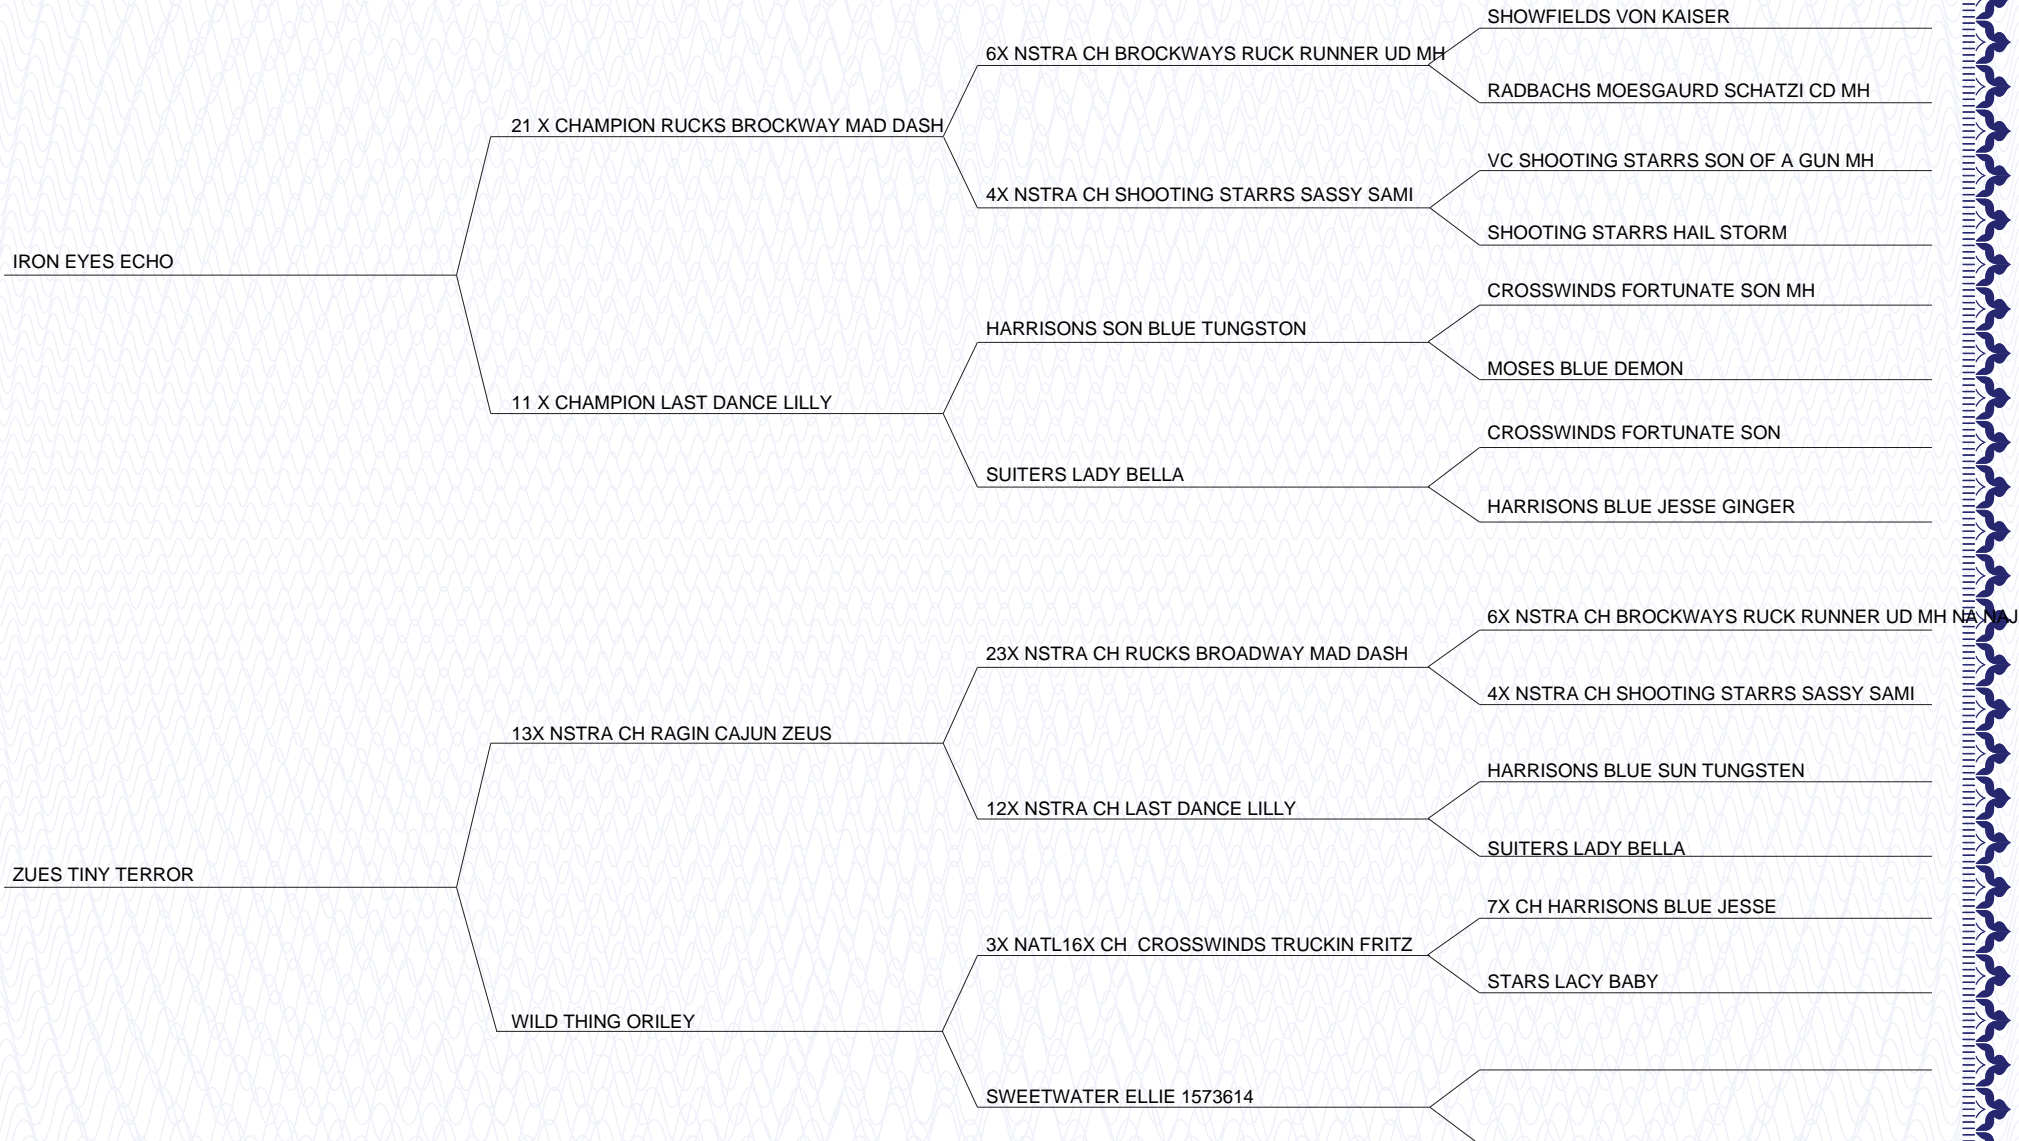 SHOWFIELDS VON KAISER
6X NSTRA CH BROCKWAYS RUCK RUNNER UD MH
RADBACHS MOESGAURD SCHATZI CD MH
21 X CHAMPION RUCKS BROCKWAY MAD DASH
VC SHOOTING STARRS SON OF A GUN MH
4X NSTRA CH SHOOTING STARRS SASSY SAMI
SHOOTING STARRS HAIL STORM
IRON EYES ECHO
CROSSWINDS FORTUNATE SON MH
HARRISONS SON BLUE TUNGSTON
MOSES BLUE DEMON
11 X CHAMPION LAST DANCE LILLY
CROSSWINDS FORTUNATE SON
SUITERS LADY BELLA
HARRISONS BLUE JESSE GINGER
6X NSTRA CH BROCKWAYS RUCK RUNNER UD MH NA NAJ
23X NSTRA CH RUCKS BROADWAY MAD DASH
4X NSTRA CH SHOOTING STARRS SASSY SAMI
13X NSTRA CH RAGIN CAJUN ZEUS
HARRISONS BLUE SUN TUNGSTEN
12X NSTRA CH LAST DANCE LILLY
SUITERS LADY BELLA
ZUES TINY TERROR
7X CH HARRISONS BLUE JESSE
3X NATL16X CH  CROSSWINDS TRUCKIN FRITZ
STARS LACY BABY
WILD THING ORILEY
SWEETWATER ELLIE 1573614